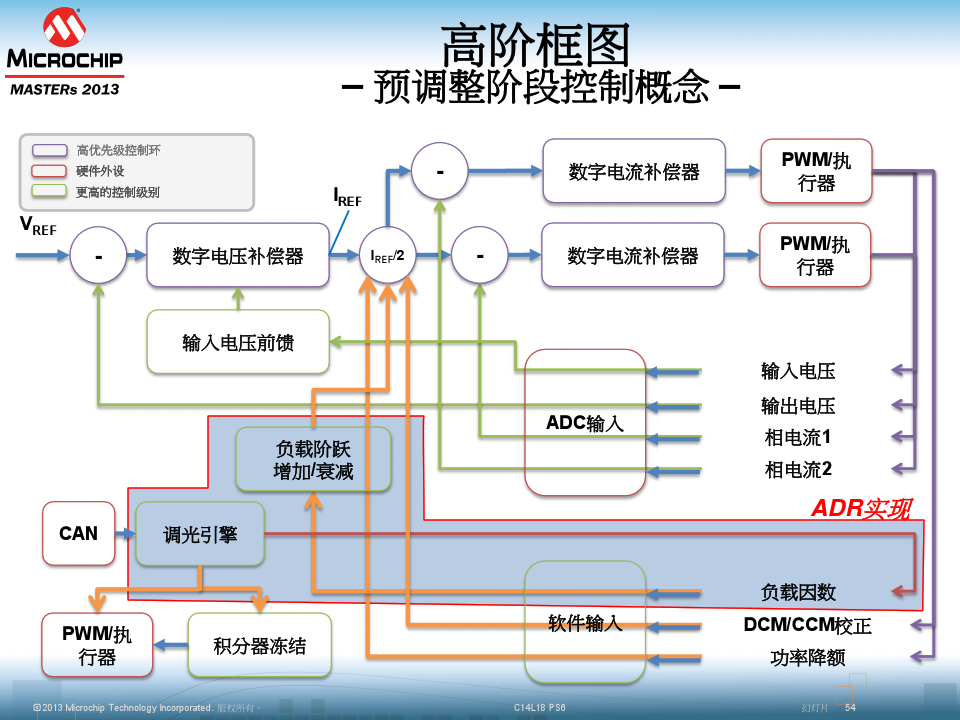 MICROCHIP
MASTERs 2013
高阶框图
– 预调整阶段控制概念 –
高优先级控制环
硬件外设
更高的控制级别
VREF
-
数字电压补偿器
IREF
IREF/2
-
数字电流补偿器
PWM/执
行器
-
数字电流补偿器
PWM/执
行器
输入电压前馈
ADC输入
输入电压
输出电压
相电流1
相电流2
负载阶跃
增加/衰减
ADR实现
CAN
调光引擎
负载因数
软件输入
DCM/CCM校正
功率降额
PWM/执
行器
积分器冻结
©2013 Microchip Technology Incorporated. 版权所有。
C14L18 PS6
幻灯片 54